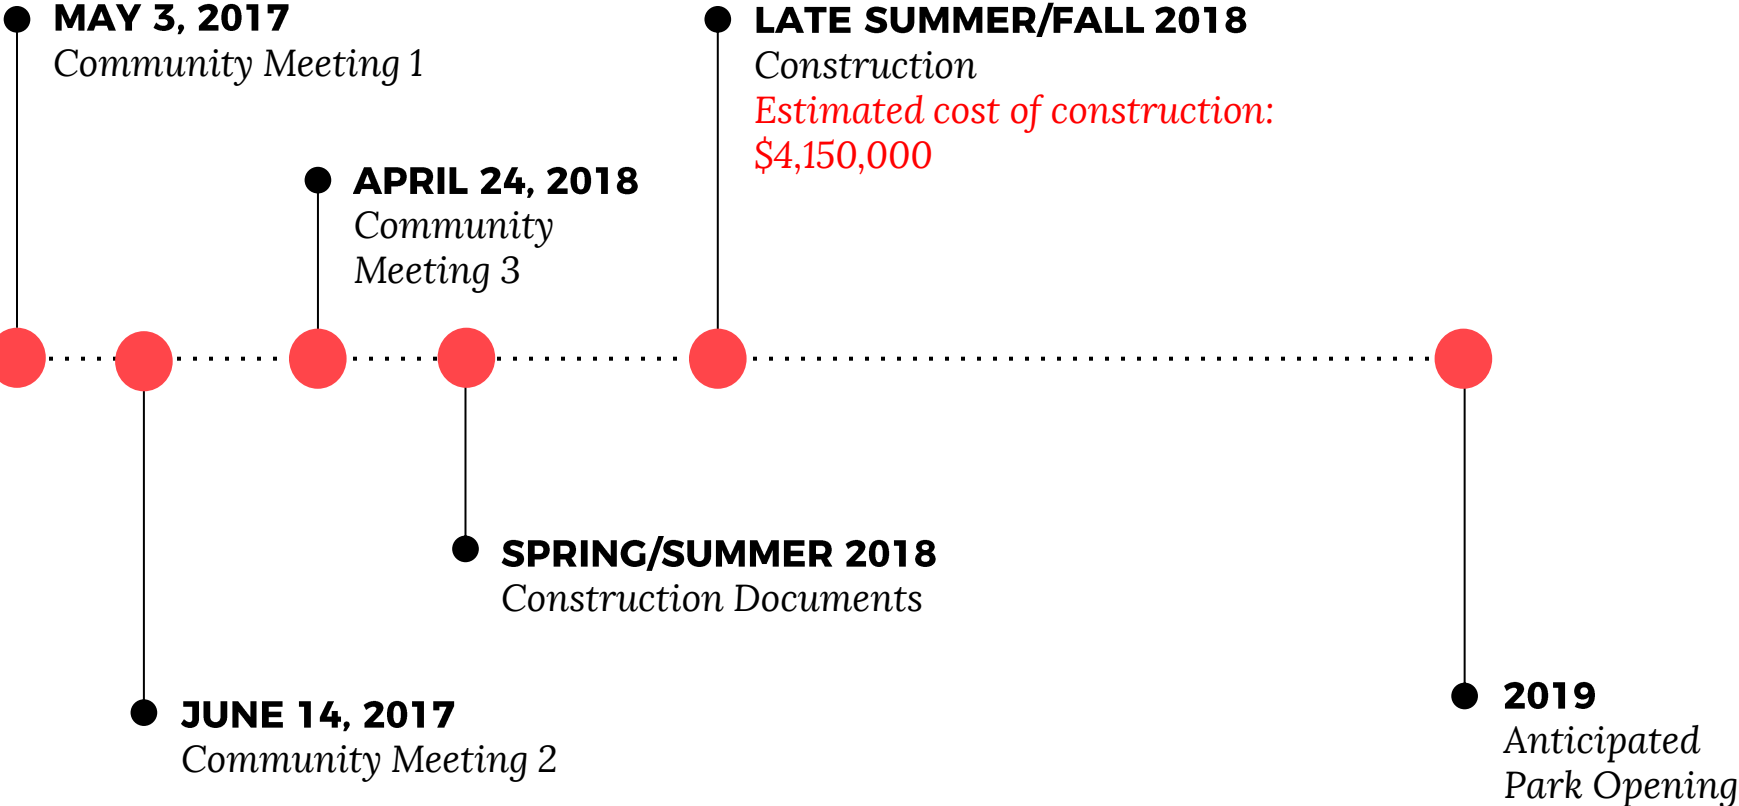 MAY 3, 2017
Community Meeting 1
LATE SUMMER/FALL 2018
Construction
Estimated cost of construction:
$4,150,000
APRIL 24, 2018
Community
Meeting 3
SPRING/SUMMER 2018
Construction Documents
JUNE 14, 2017
Community Meeting 2
2019
Anticipated
Park Opening